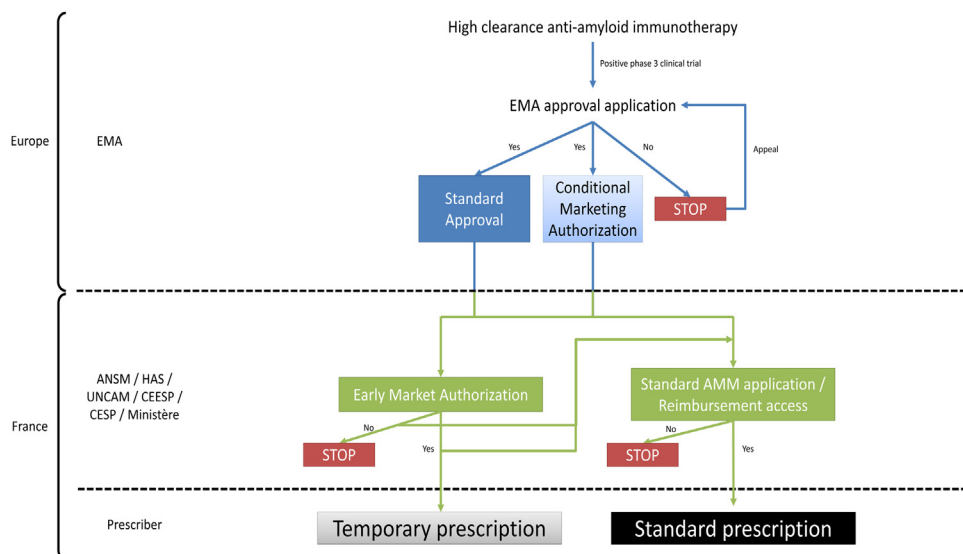 High clearance anti-amyloid immunotherapy
Positive phase 3 clinical trial
EMA approval application
Europe
EMA
Yes
Yes
No
Appeal
Standard
Approval
Conditional
Marketing
Authorization
STOP
France
ANSM / HAS /
UNCAM / CEESP /
CESP / Ministère
Early Market Authorization
Standard AMM application /
Reimbursement access
No
STOP
Yes
No
STOP
Yes
Prescriber
Temporary prescription
Standard prescription